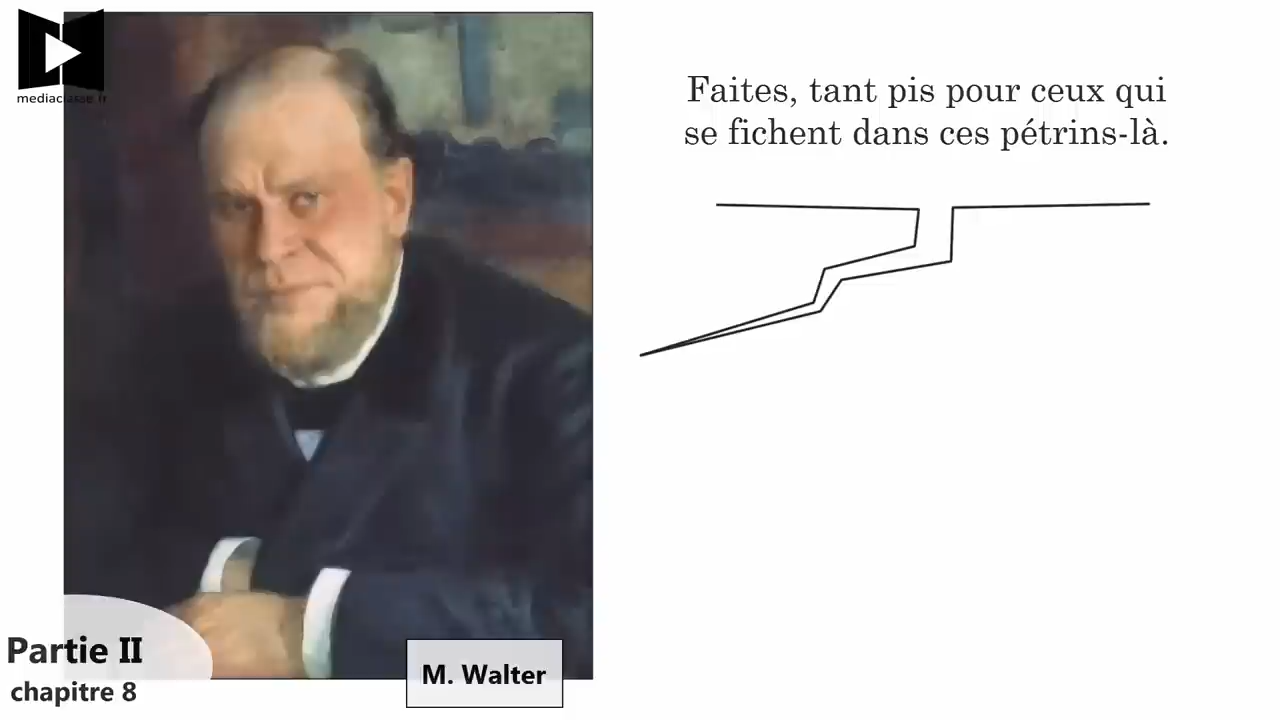 mediaclasse.fr
Faites, tant pis pour ceux qui
se fichent dans ces pétrins-là.
Partie II
chapitre 8
M. Walter